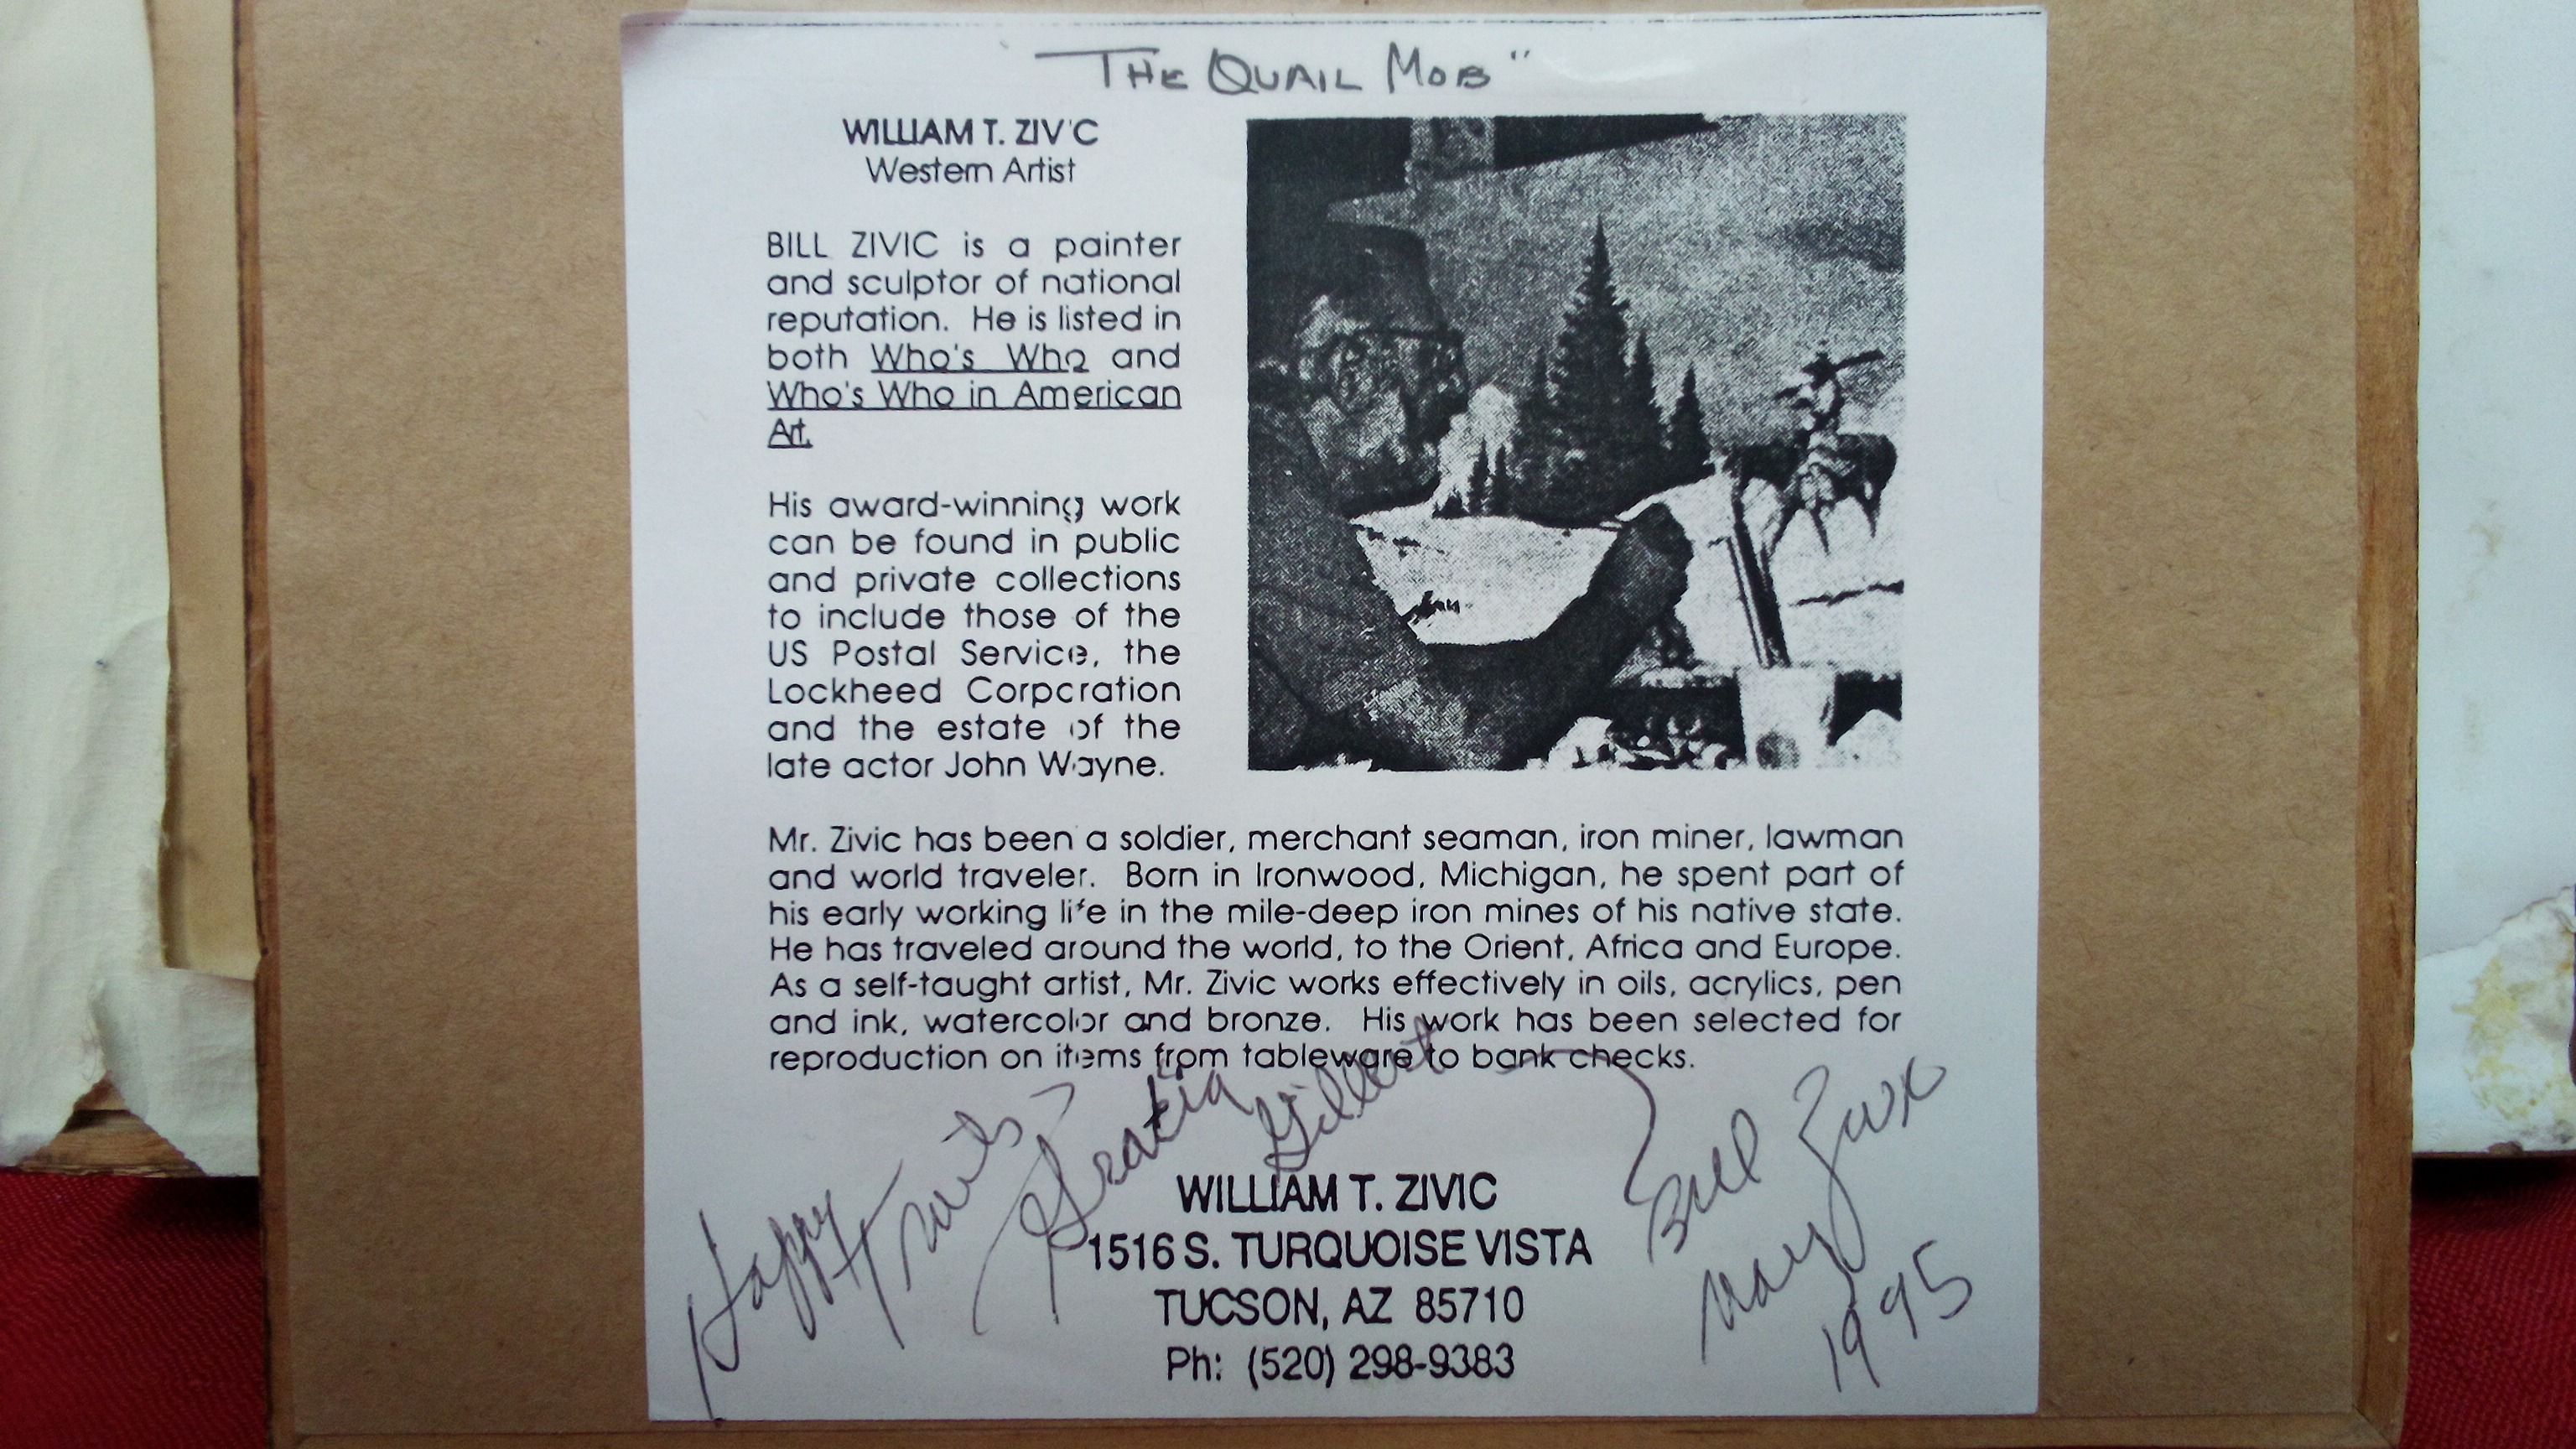 THE QUAIL MOB"
WILLIAM T. ZIVIC
Western Artist
BILL ZIVIC is a painter
and sculptor of national
reputation. He is listed in
both Who's Who and
Who's Who in American
Art.
His award-winning work
can be found in public
and private collections
to include those of the
US Postal Service, the
Lockheed Corporation
and the estate of the
late actor John Wayne.
Mr. Zivic has been a soldier, merchant seaman, iron miner, lawman
and world traveler. Born in Ironwood, Michigan, he spent part of
his early working life in the mile-deep iron mines of his native state.
He has traveled around the world, to the Orient, Africa and Europe.
As a self-taught artist, Mr. Zivic works effectively in oils, acrylics, pen
and ink, watercolor and bronze. His work has been selected for
reproduction on items from tableware to bank checks.
Happy Trails
Gratia Gilbert
Bill Zivic
May
1995
WILLIAM T. ZIVIC
1516 S. TURQUOISE VISTA
TUCSON, AZ 85710
Ph: (520) 298-9383